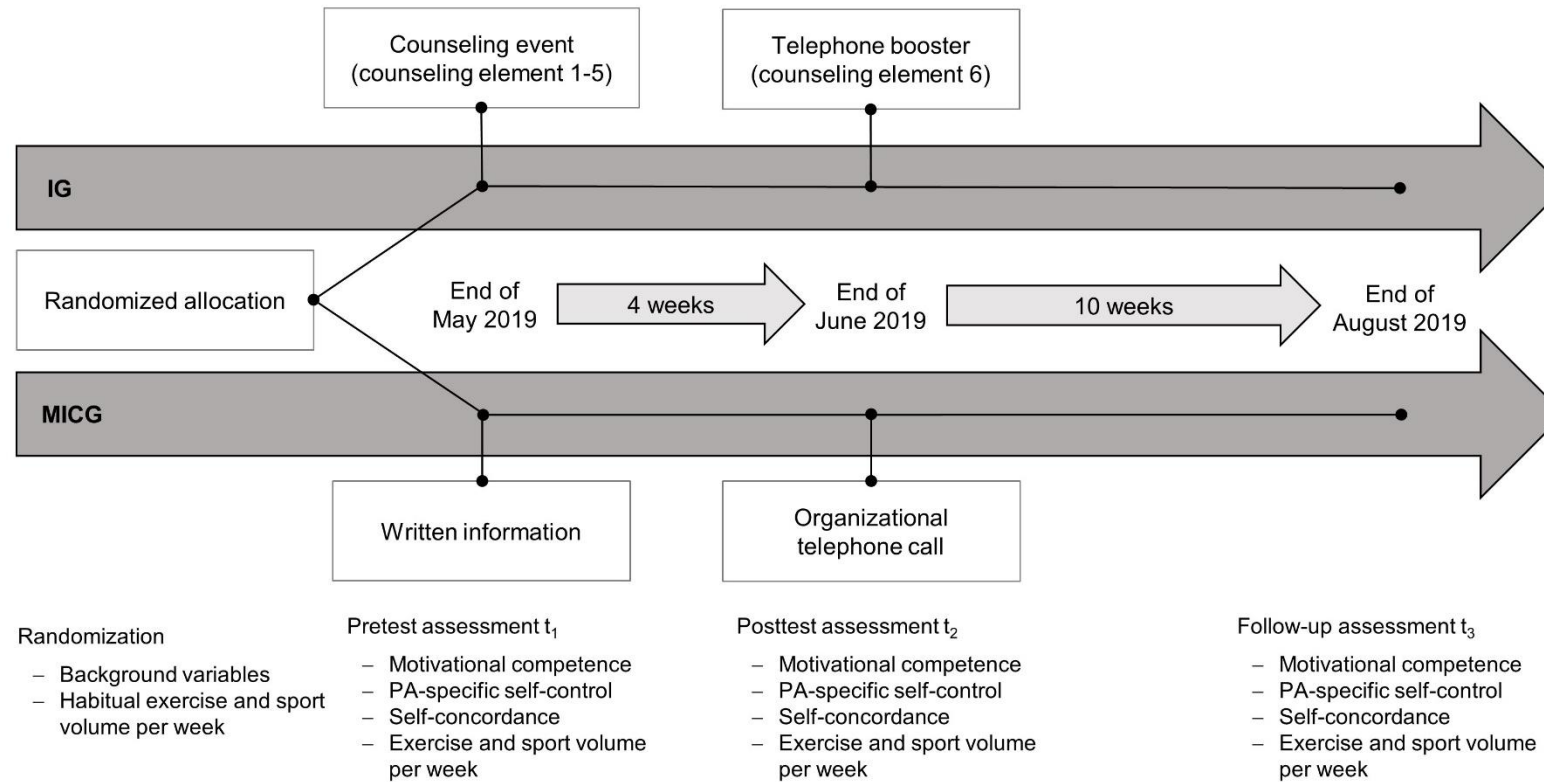 Counseling event
(counseling element 1-5)
Telephone booster
(counseling element 6)
IG
Randomized allocation
End of
May 2019
4 weeks
End of
June 2019
10 weeks
End of
August 2019
MICG
Written information
Organizational
telephone call
Randomization
– Background variables
– Habitual exercise and sport
volume per week
Pretest assessment t₁
– Motivational competence
– PA-specific self-control
– Self-concordance
– Exercise and sport volume
per week
Posttest assessment t₂
– Motivational competence
– PA-specific self-control
– Self-concordance
– Exercise and sport volume
per week
Follow-up assessment t₃
– Motivational competence
– PA-specific self-control
– Self-concordance
– Exercise and sport volume
per week